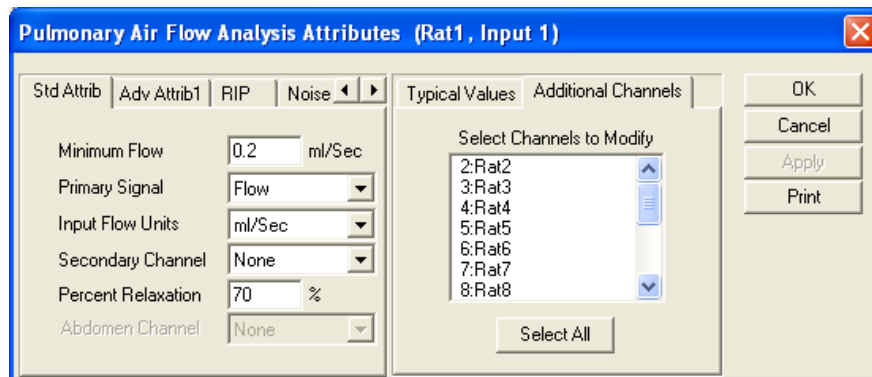 Pulmonary Air Flow Analysis Attributes (Rat1, Input 1)
Std Attrib Adv Attrib1 RIP Noise
Minimum Flow 0.2 ml/Sec
Primary Signal Flow
Input Flow Units ml/Sec
Secondary Channel None
Percent Relaxation 70 %
Abdomen Channel None
Typical Values Additional Channels
Select Channels to Modify
2:Rat2
3:Rat3
4:Rat4
5:Rat5
6:Rat6
7:Rat7
8:Rat8
Select All
OK
Cancel
Apply
Print